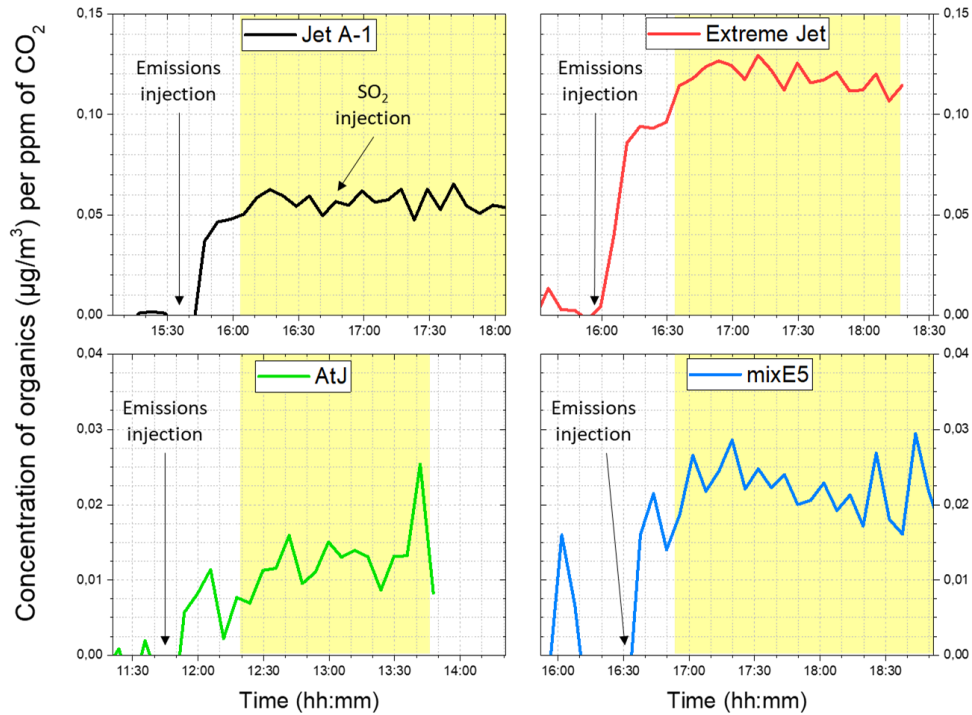 Concentration of organics (µg/m³) per ppm of CO₂
0,15
0,10
0,05
0,00
Jet A-1
Emissions
injection
SO₂
injection
15:30
16:00
16:30
17:00
17:30
18:00
Extreme Jet
Emissions
injection
0,15
0,10
0,05
0,00
16:00
16:30
17:00
17:30
18:00
18:30
0,04
0,03
0,02
0,01
0,00
AtJ
Emissions
injection
11:30
12:00
12:30
13:00
13:30
14:00
Time (hh:mm)
mixE5
Emissions
injection
0,04
0,03
0,02
0,01
0,00
16:00
16:30
17:00
17:30
18:00
18:30
Time (hh:mm)